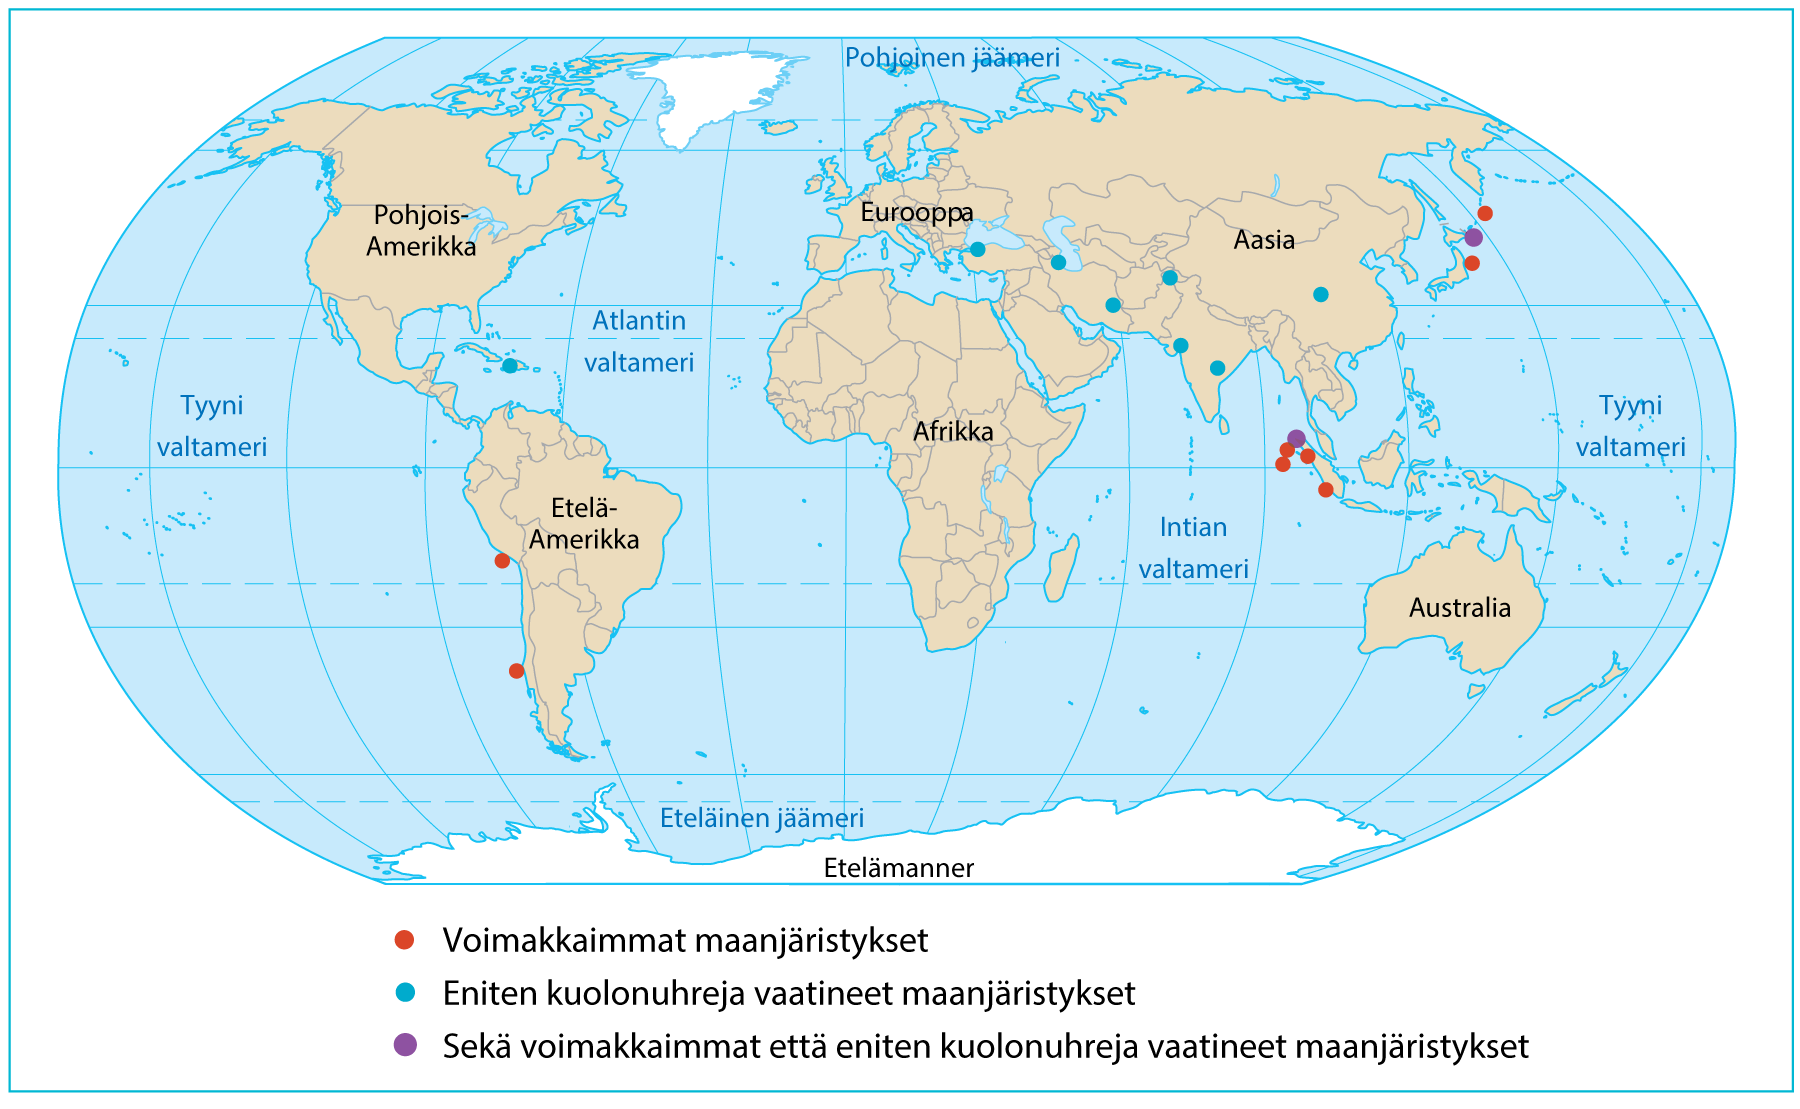 Pohjoinen jäämeri
Pohjois-
Amerikka
Eurooppa
Aasia
Atlantin
valtameri
Tyyni
valtameri
Afrikka
Tyyni
valtameri
Etelä-
Amerikka
Intian
valtameri
Australia
Eteläinen jäämeri
Etelämanner
Voimakkaimmat maanjäristykset
Eniten kuolonuhreja vaatineet maanjäristykset
Sekä voimakkaimmat että eniten kuolonuhreja vaatineet maanjäristykset